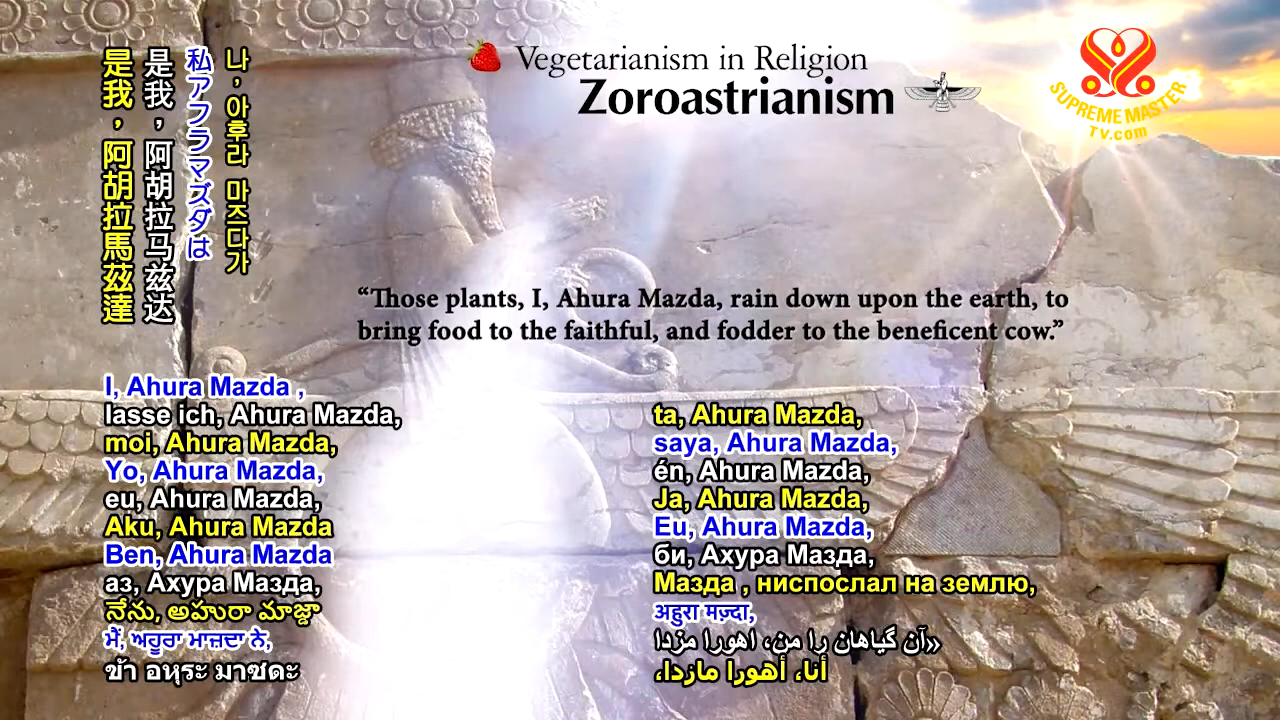 Vegetarianism in Religion
Zoroastrianism
SUPREME MASTER
TV.com
是我，阿胡拉馬茲達
是我，阿胡拉马兹达
私アフラマズダは
나, 아후라 마즈다가
“Those plants, I, Ahura Mazda, rain down upon the earth, to
bring food to the faithful, and fodder to the beneficent cow.”
I, Ahura Mazda ,
lasse ich, Ahura Mazda,
moi, Ahura Mazda,
Yo, Ahura Mazda,
eu, Ahura Mazda,
Aku, Ahura Mazda
Ben, Ahura Mazda
аз, Ахура Мазда,
నేను, అహురా మాజ్డా
ਮੈਂ, ਅਹੂਰਾ ਮਾਜ਼ਦਾ ਨੇ,
ข้า อหุระ มาซดะ
ta, Ahura Mazda,
saya, Ahura Mazda,
én, Ahura Mazda,
Ja, Ahura Mazda,
Eu, Ahura Mazda,
би, Ахура Мазда,
Мазда , ниспослал на землю,
अहुरा मज़्दा,
«آن گیاهان را من، اهورا مزدا
أنا، أهورا مازدا،